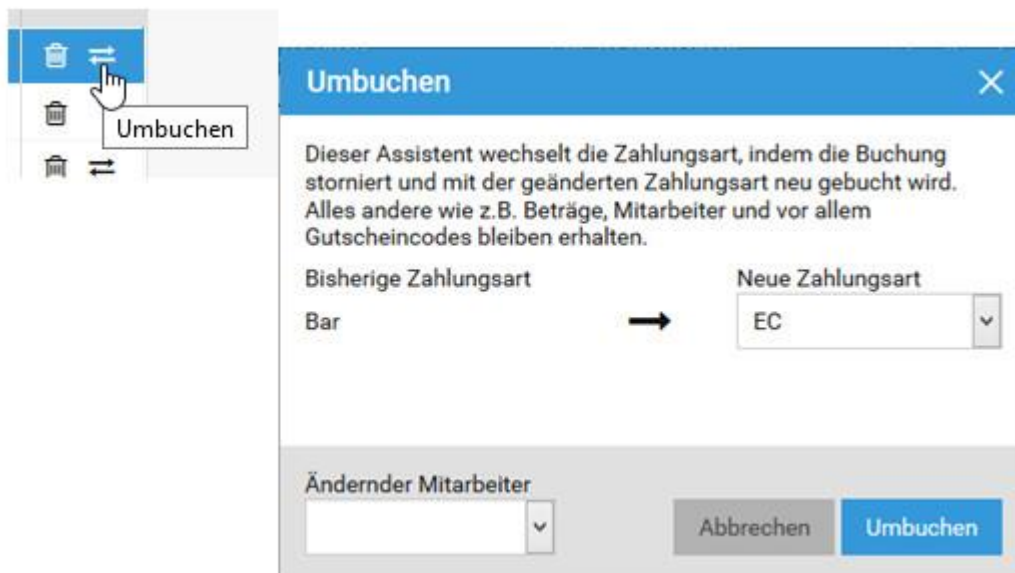 Umbuchen
Umbuchen
Dieser Assistent wechselt die Zahlungsart, indem die Buchung
storniert und mit der geänderten Zahlungsart neu gebucht wird.
Alles andere wie z.B. Beträge, Mitarbeiter und vor allem
Gutscheincodes bleiben erhalten.
Bisherige Zahlungsart
Neue Zahlungsart
Bar
EC
Ändernder Mitarbeiter
Abbrechen
Umbuchen